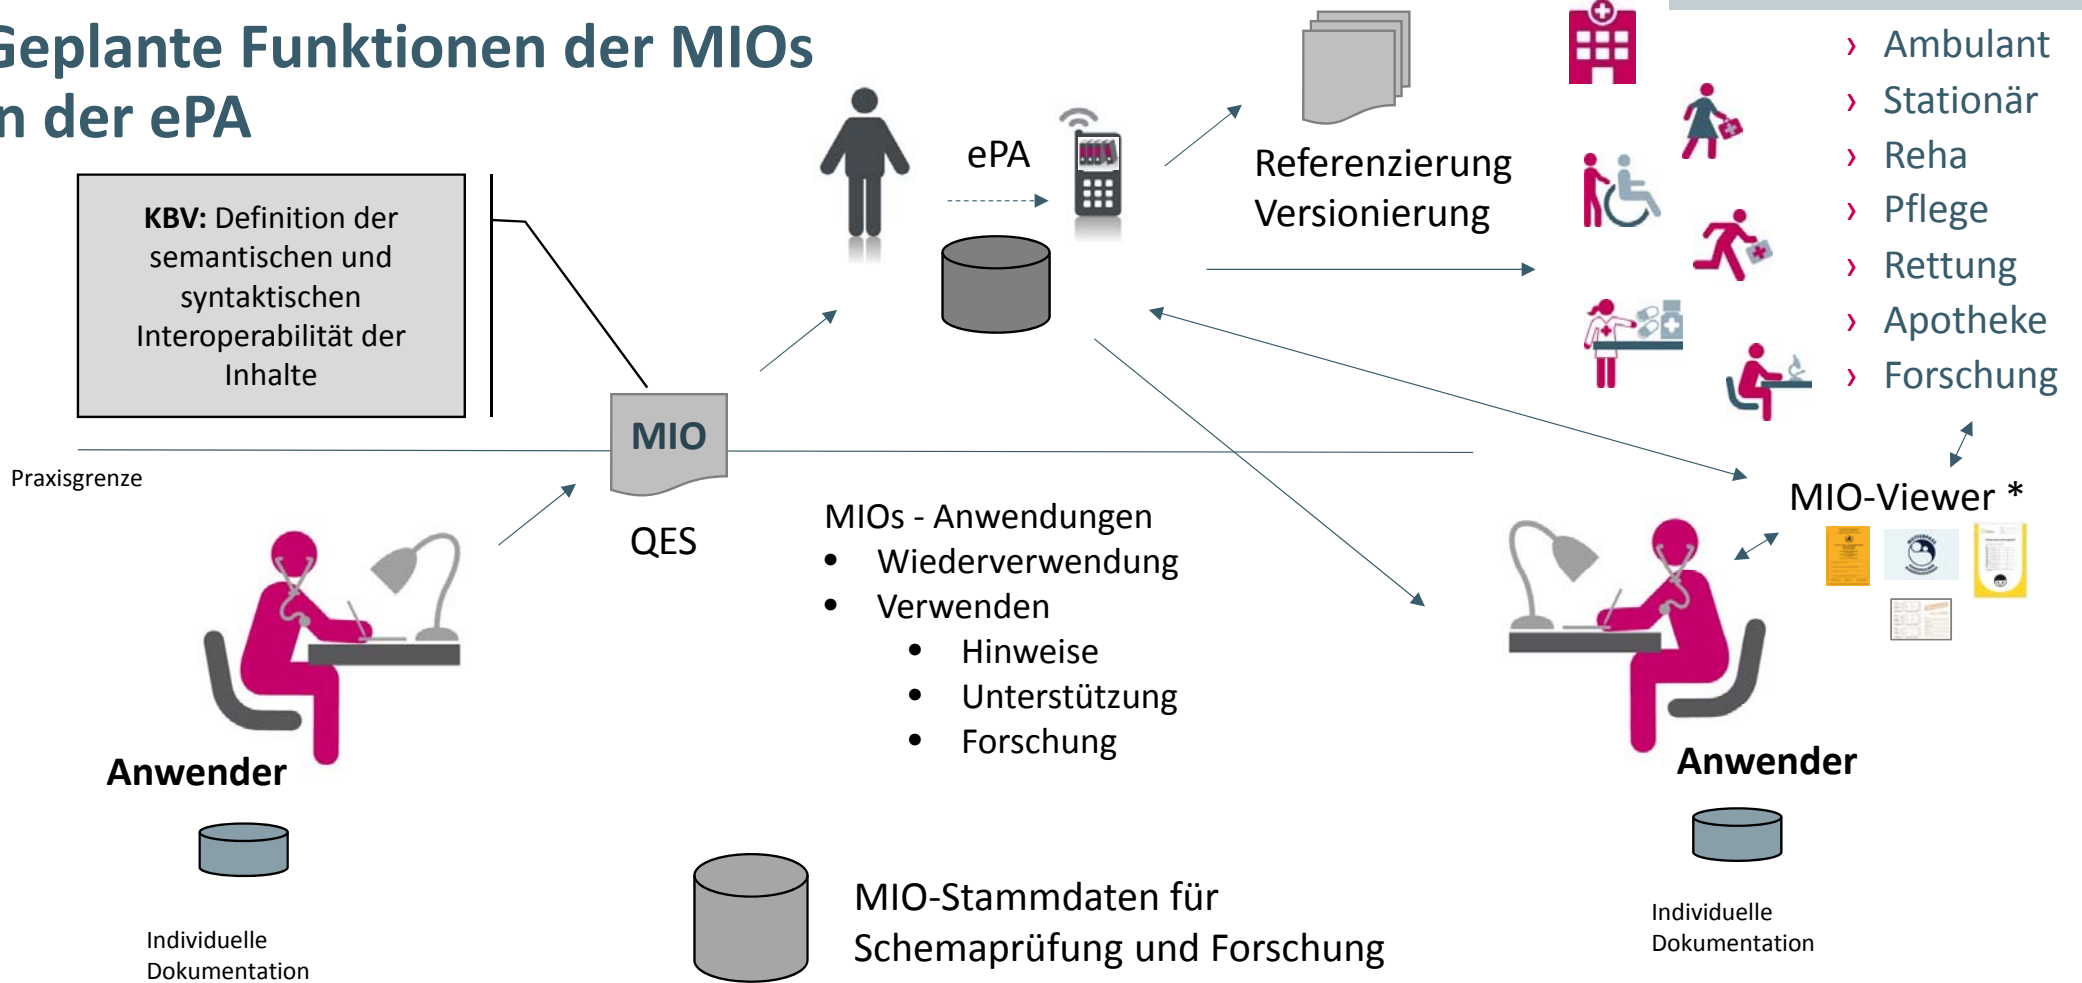 Geplante Funktionen der MIOs
n der ePA
KBV: Definition der
semantischen und
syntaktischen
Interoperabilität der
Inhalte
ePA
Referenzierung
Versionierung
› Ambulant
› Stationär
› Reha
› Pflege
› Rettung
› Apotheke
› Forschung
MIO
Praxisgrenze
QES
MIOs - Anwendungen
• Wiederverwendung
• Verwenden
• Hinweise
• Unterstützung
• Forschung
MIO-Viewer *
Anwender
Individuelle
Dokumentation
MIO-Stammdaten für
Schemaprüfung und Forschung
Anwender
Individuelle
Dokumentation